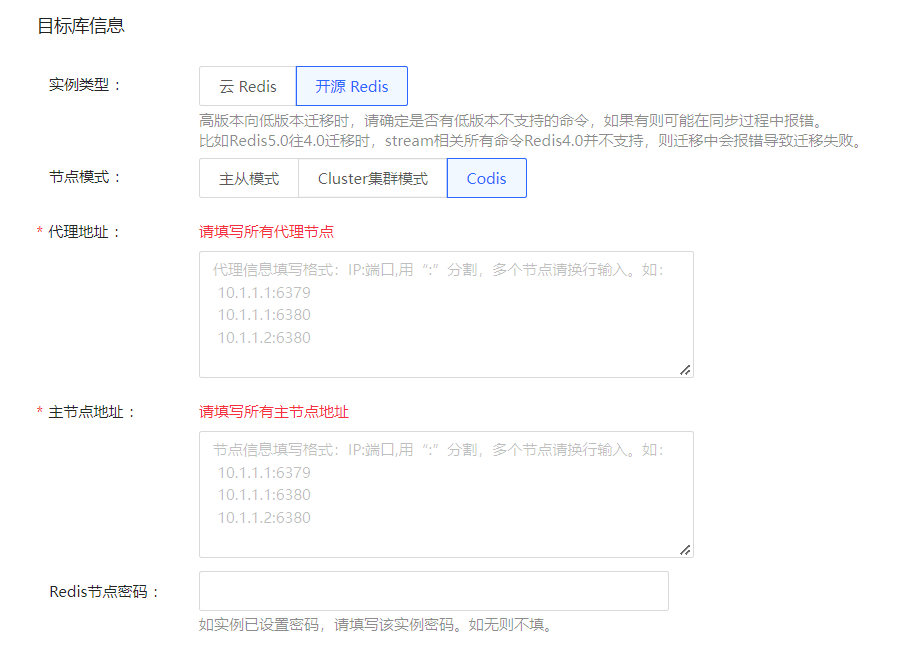 目标库信息
实例类型：
云 Redis 开源 Redis
高版本向低版本迁移时，请确定是否有低版本不支持的命令，如果有则可能在同步过程中报错。
比如Redis5.0往4.0迁移时，stream相关所有命令Redis4.0并不支持，则迁移中会报错导致迁移失败。
节点模式：
主从模式 Cluster集群模式 Codis
* 代理地址：
请填写所有代理节点
代理信息填写格式：IP:端口,用“:”分割，多个节点请换行输入。如：
10.1.1.1:6379
10.1.1.1:6380
10.1.1.2:6380
* 主节点地址：
请填写所有主节点地址
节点信息填写格式：IP:端口,用“:”分割，多个节点请换行输入。如：
10.1.1.1:6379
10.1.1.1:6380
10.1.1.2:6380
Redis节点密码：
如实例已设置密码，请填写该实例密码。如无则不填。